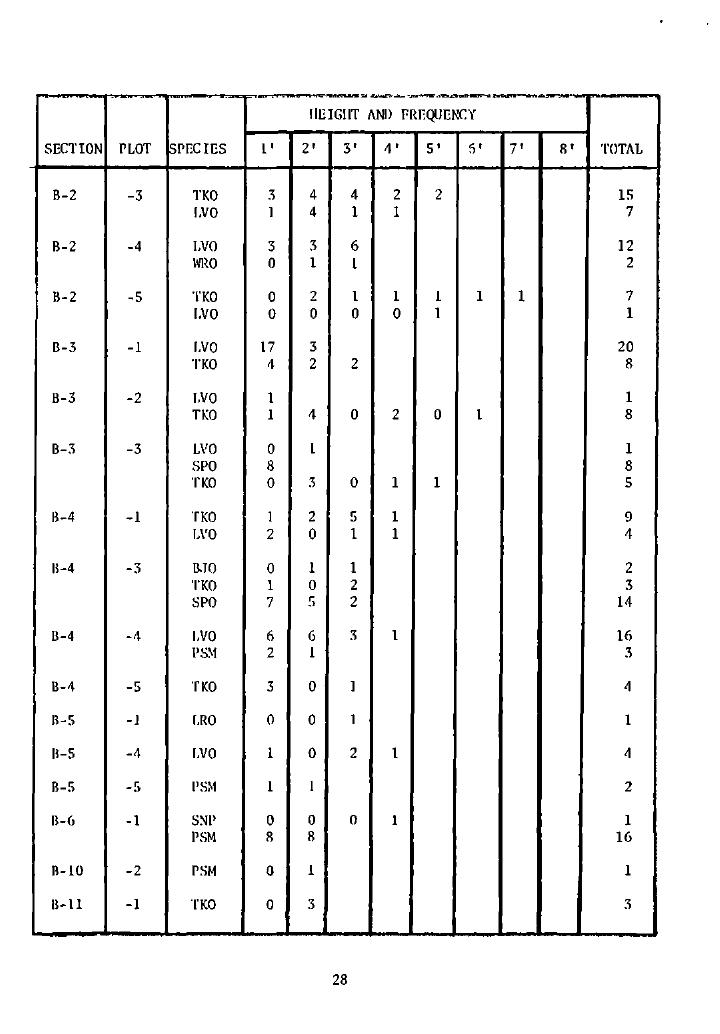 HEIGHT AND FREQUENCY
SECTION PLOT SPECIES 1' 2' 3' 4' 5' 6' 7' 8' TOTAL
B-2 -3 TKO 3 4 4 2 2 15
LVO 1 4 1 1 7
B-2 -4 LVO 3 3 6 12
WRO 0 1 1 2
B-2 -5 TKO 0 2 1 1 1 1 1 7
LVO 0 0 0 0 1 1
B-3 -1 LVO 17 3 20
TKO 4 2 2 8
B-3 -2 LVO 1 1
TKO 1 4 0 2 0 1 8
B-3 -3 LVO 0 1 1
SPO 8 8
TKO 0 3 0 1 1 5
B-4 -1 TKO 1 2 5 1 9
LVO 2 0 1 1 4
B-4 -3 BJO 0 1 1 2
TKO 1 0 2 3
SPO 7 5 2 14
B-4 -4 LVO 6 6 3 1 16
PSM 2 1 3
B-4 -5 TKO 3 0 1 4
B-5 -1 LRO 0 0 1 1
B-5 -4 LVO 1 0 2 1 4
B-5 -5 PSM 1 1 2
B-6 -1 SNP 0 0 0 1 1
PSM 8 8 16
B-10 -2 PSM 0 1 1
B-11 -1 TKO 0 3 3
28